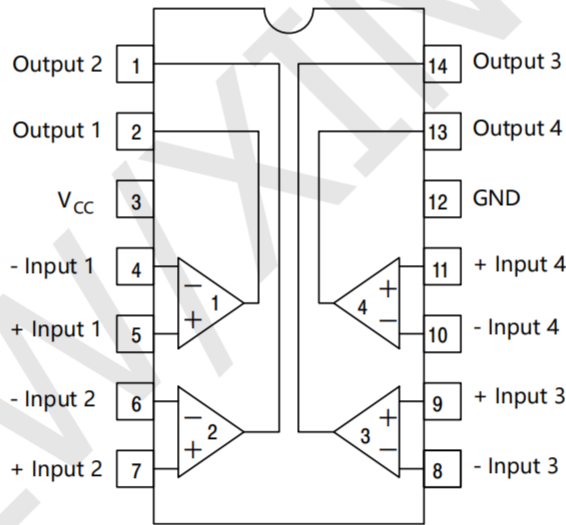 Output 2 1 14 Output 3
Output 1 2 13 Output 4
VCC 3 12 GND
- Input 1 4 11 + Input 4
− + 1 4 + −
+ Input 1 5 10 - Input 4
- Input 2 6 9 + Input 3
− + 2 3 + −
+ Input 2 7 8 - Input 3